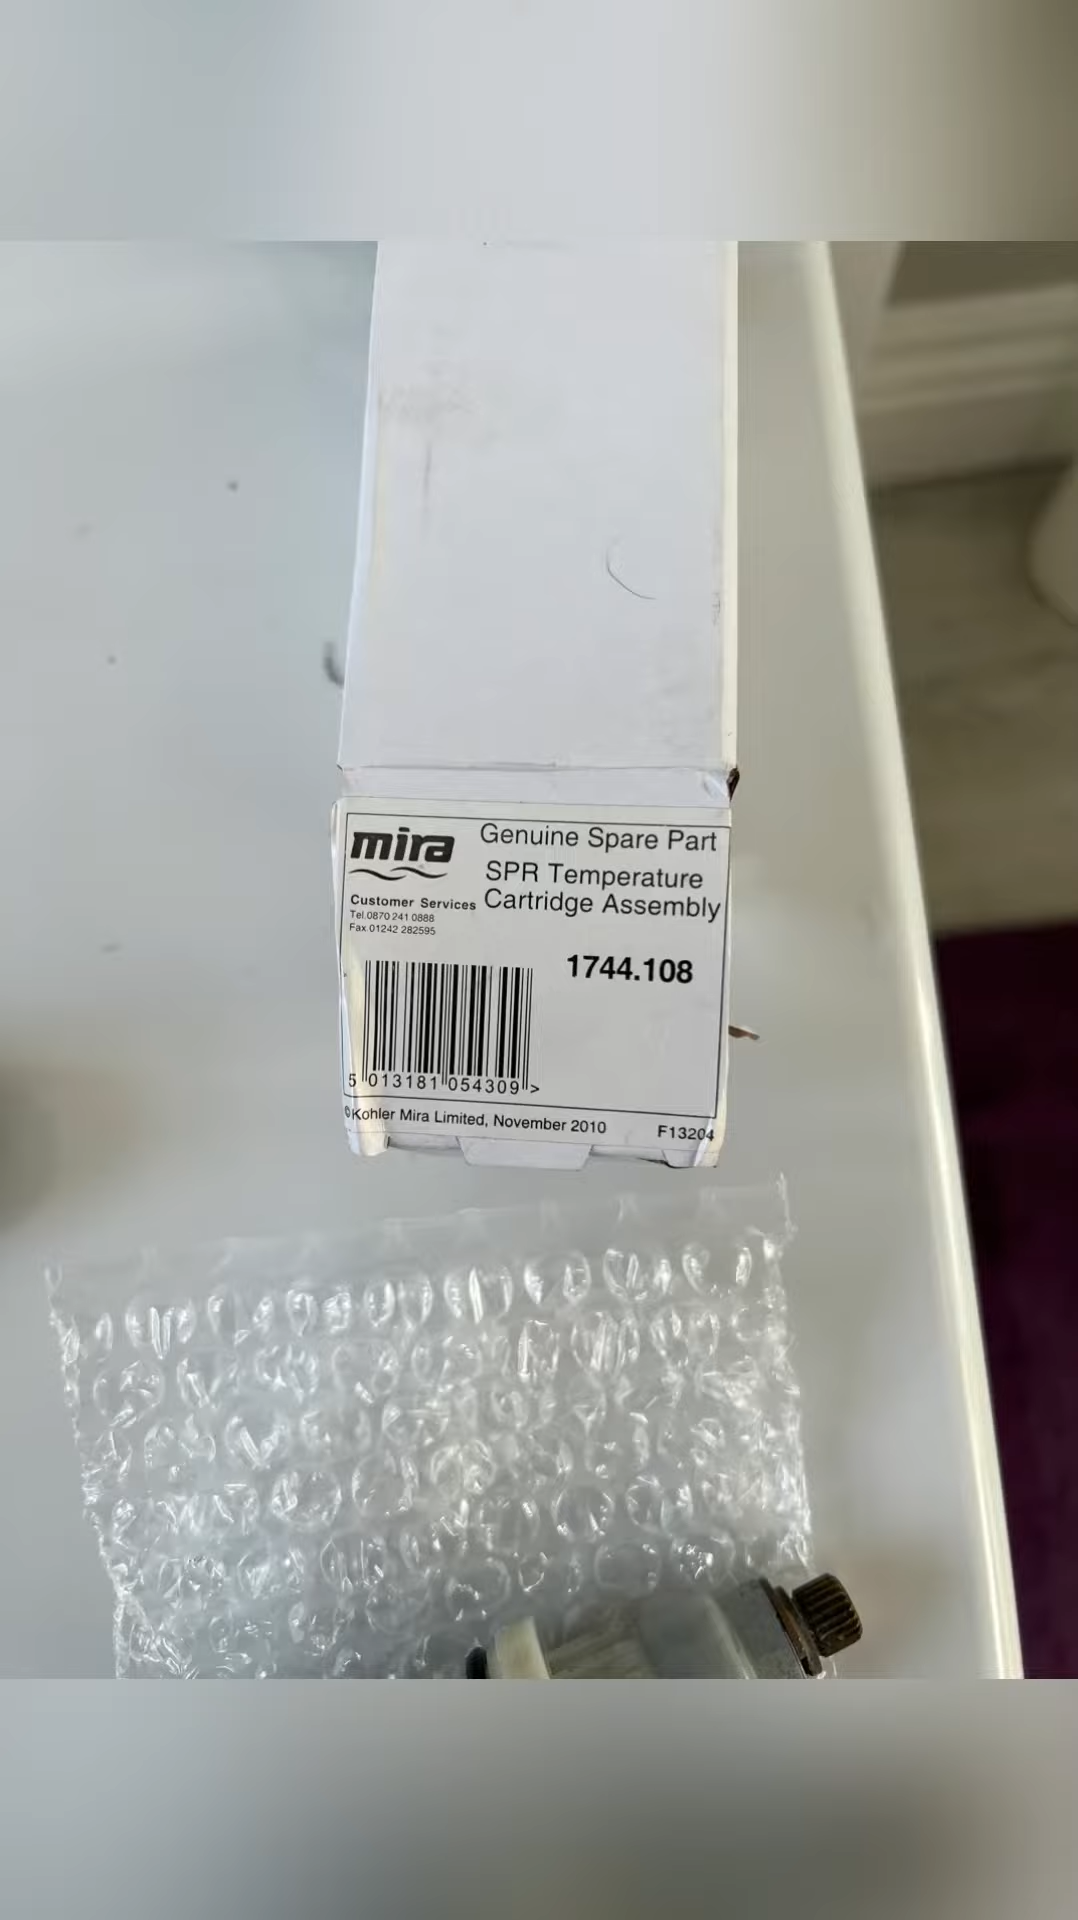 mira
Genuine Spare Part
SPR Temperature
Cartridge Assembly
Customer Services
Tel.0870 241 0888
Fax 01242 282595
1744.108
5 013181 054309 >
©Kohler Mira Limited, November 2010
F13204